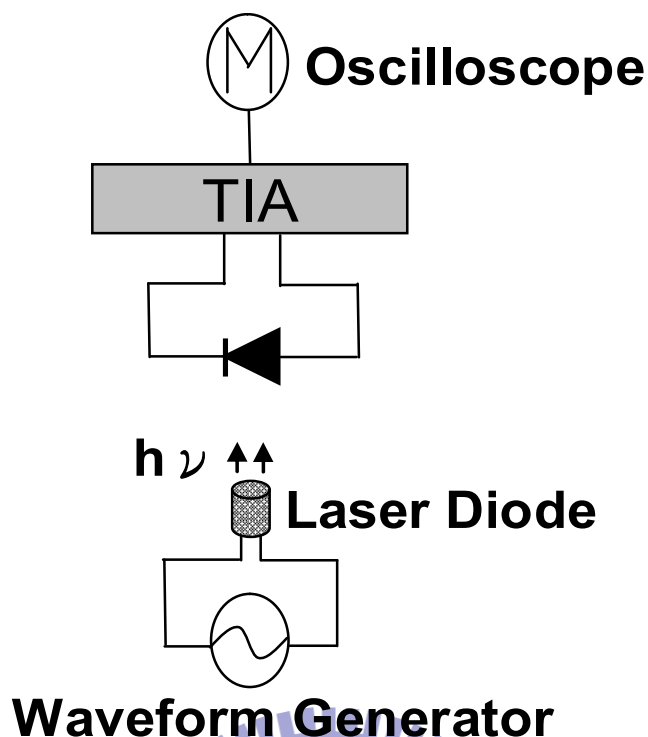 M Oscilloscope
TIA
h ν
Laser Diode
Waveform Generator